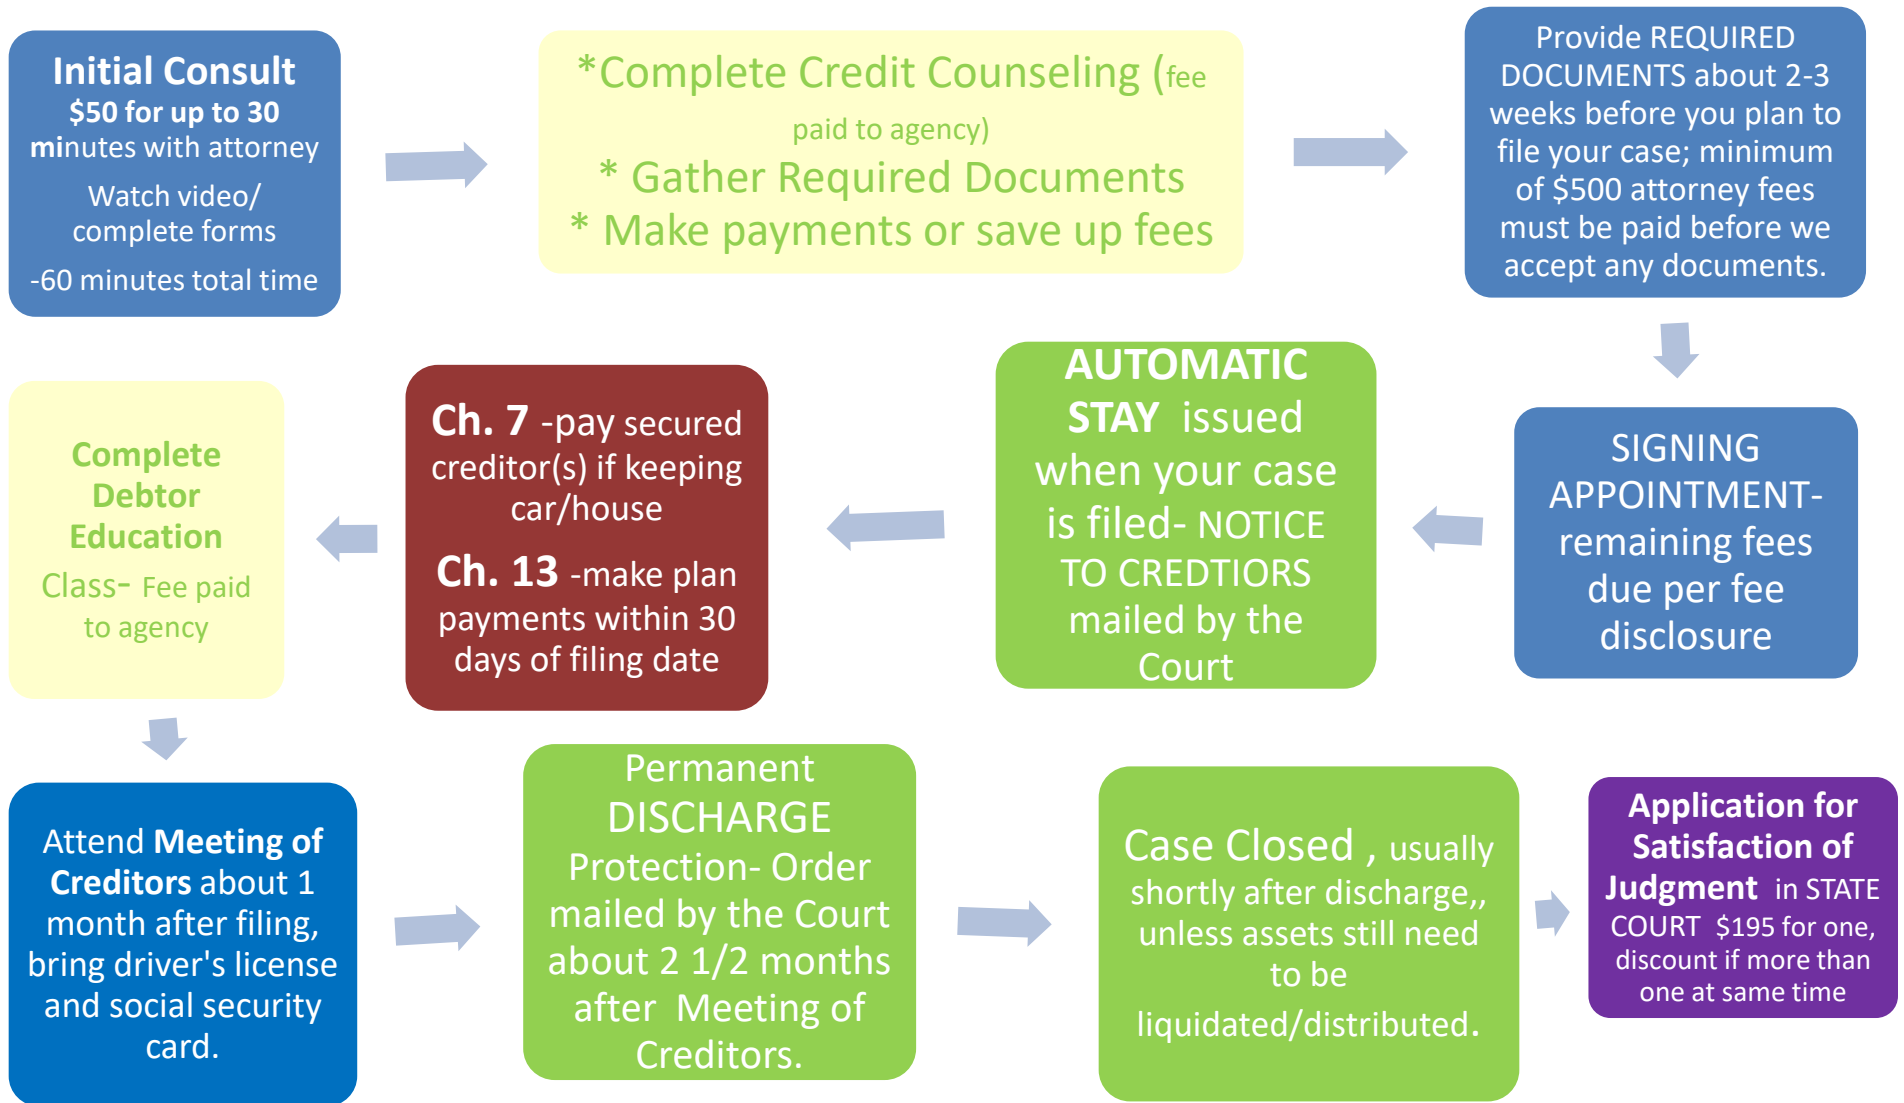 Initial Consult
$50 for up to 30
minutes with attorney
Watch video/
complete forms
-60 minutes total time
*Complete Credit Counseling (fee
paid to agency)
* Gather Required Documents
* Make payments or save up fees
Provide REQUIRED
DOCUMENTS about 2-3
weeks before you plan to
file your case; minimum
of $500 attorney fees
must be paid before we
accept any documents.
SIGNING
APPOINTMENT-
remaining fees
due per fee
disclosure
AUTOMATIC
STAY issued
when your case
is filed- NOTICE
TO CREDTIORS
mailed by the
Court
Ch. 7 -pay secured
creditor(s) if keeping
car/house
Ch. 13 -make plan
payments within 30
days of filing date
Complete
Debtor
Education
Class- Fee paid
to agency
Attend Meeting of
Creditors about 1
month after filing,
bring driver's license
and social security
card.
Permanent
DISCHARGE
Protection- Order
mailed by the Court
about 2 1/2 months
after Meeting of
Creditors.
Case Closed , usually
shortly after discharge,,
unless assets still need
to be
liquidated/distributed.
Application for
Satisfaction of
Judgment in STATE
COURT $195 for one,
discount if more than
one at same time